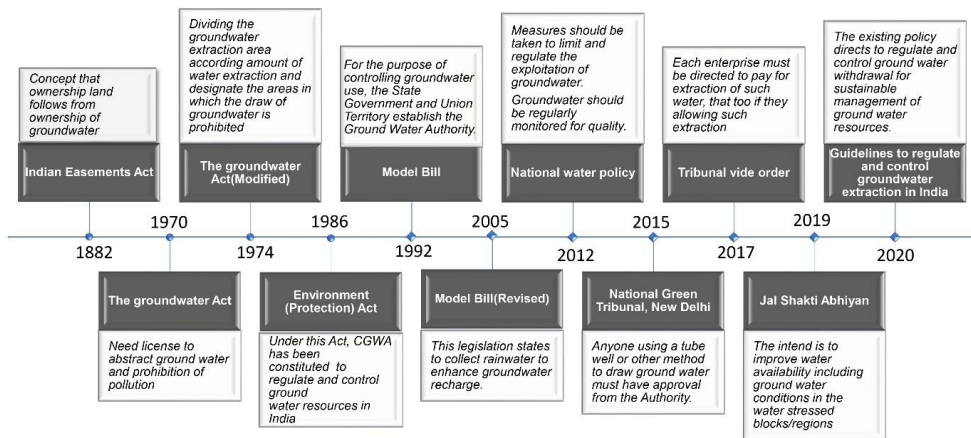 Concept that
ownership land
follows from
ownership of
groundwater
Indian Easements Act
Dividing the
groundwater
extraction area
according amount of
water extraction and
designate the areas in
which the draw of
groundwater is
prohibited
The groundwater
Act(Modified)
For the purpose of
controlling groundwater
use, the State
Government and Union
Territory establish the
Ground Water Authority.
Model Bill
Measures should be
taken to limit and
regulate the
exploitation of
groundwater.
Groundwater should
be regularly
monitored for quality.
National water policy
Each enterprise must
be directed to pay for
extraction of such
water, that too if they
allowing such
extraction
Tribunal vide order
The existing policy
directs to regulate and
control ground water
withdrawal for
sustainable
management of
ground water
resources.
Guidelines to regulate
and control
groundwater
extraction in India
1970
1986
2005
2015
2019
1882
1974
1992
2012
2017
2020
The groundwater Act
Need license to
abstract ground water
and prohibition of
pollution
Environment
(Protection) Act
Under this Act, CGWA
has been
constituted to
regulate and control
ground
water resources in
India
Model Bill(Revised)
This legislation states
to collect rainwater to
enhance groundwater
recharge.
National Green
Tribunal, New Delhi
Anyone using a tube
well or other method
to draw ground water
must have approval
from the Authority.
Jal Shakti Abhiyan
The intend is to
improve water
availability including
ground water
conditions in the
water stressed
blocks/regions